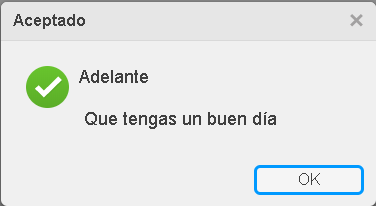 Aceptado
Adelante
Que tengas un buen día
OK